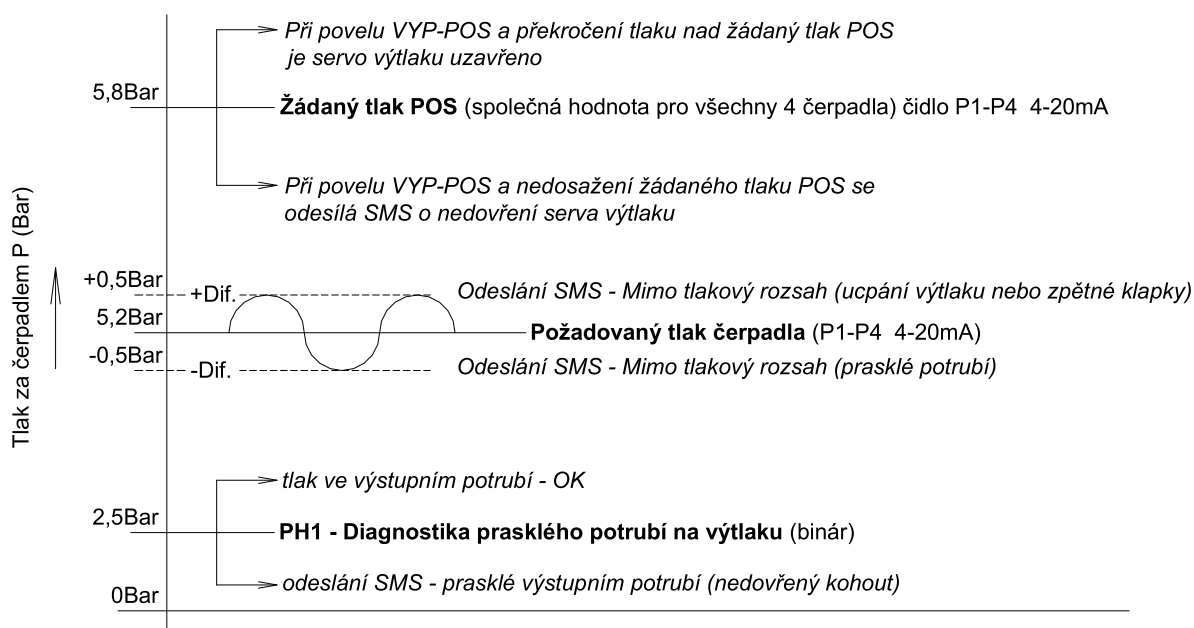 Při povelu VYP-POS a překročení tlaku nad žádaný tlak POS
je servo výtlaku uzavřeno
5,8Bar
Žádaný tlak POS (společná hodnota pro všechny 4 čerpadla) čidlo P1-P4 4-20mA
Při povelu VYP-POS a nedosažení žádaného tlaku POS se
odesílá SMS o nedovření serva výtlaku
Tlak za čerpadlem P (Bar)
+0,5Bar
+Dif.
Odeslání SMS - Mimo tlakový rozsah (ucpání výtlaku nebo zpětné klapky)
5,2Bar
Požadovaný tlak čerpadla (P1-P4 4-20mA)
-0,5Bar
-Dif.
Odeslání SMS - Mimo tlakový rozsah (prasklé potrubí)
tlak ve výstupním potrubí - OK
2,5Bar
PH1 - Diagnostika prasklého potrubí na výtlaku (binár)
odeslání SMS - prasklé výstupním potrubí (nedovřený kohout)
0Bar